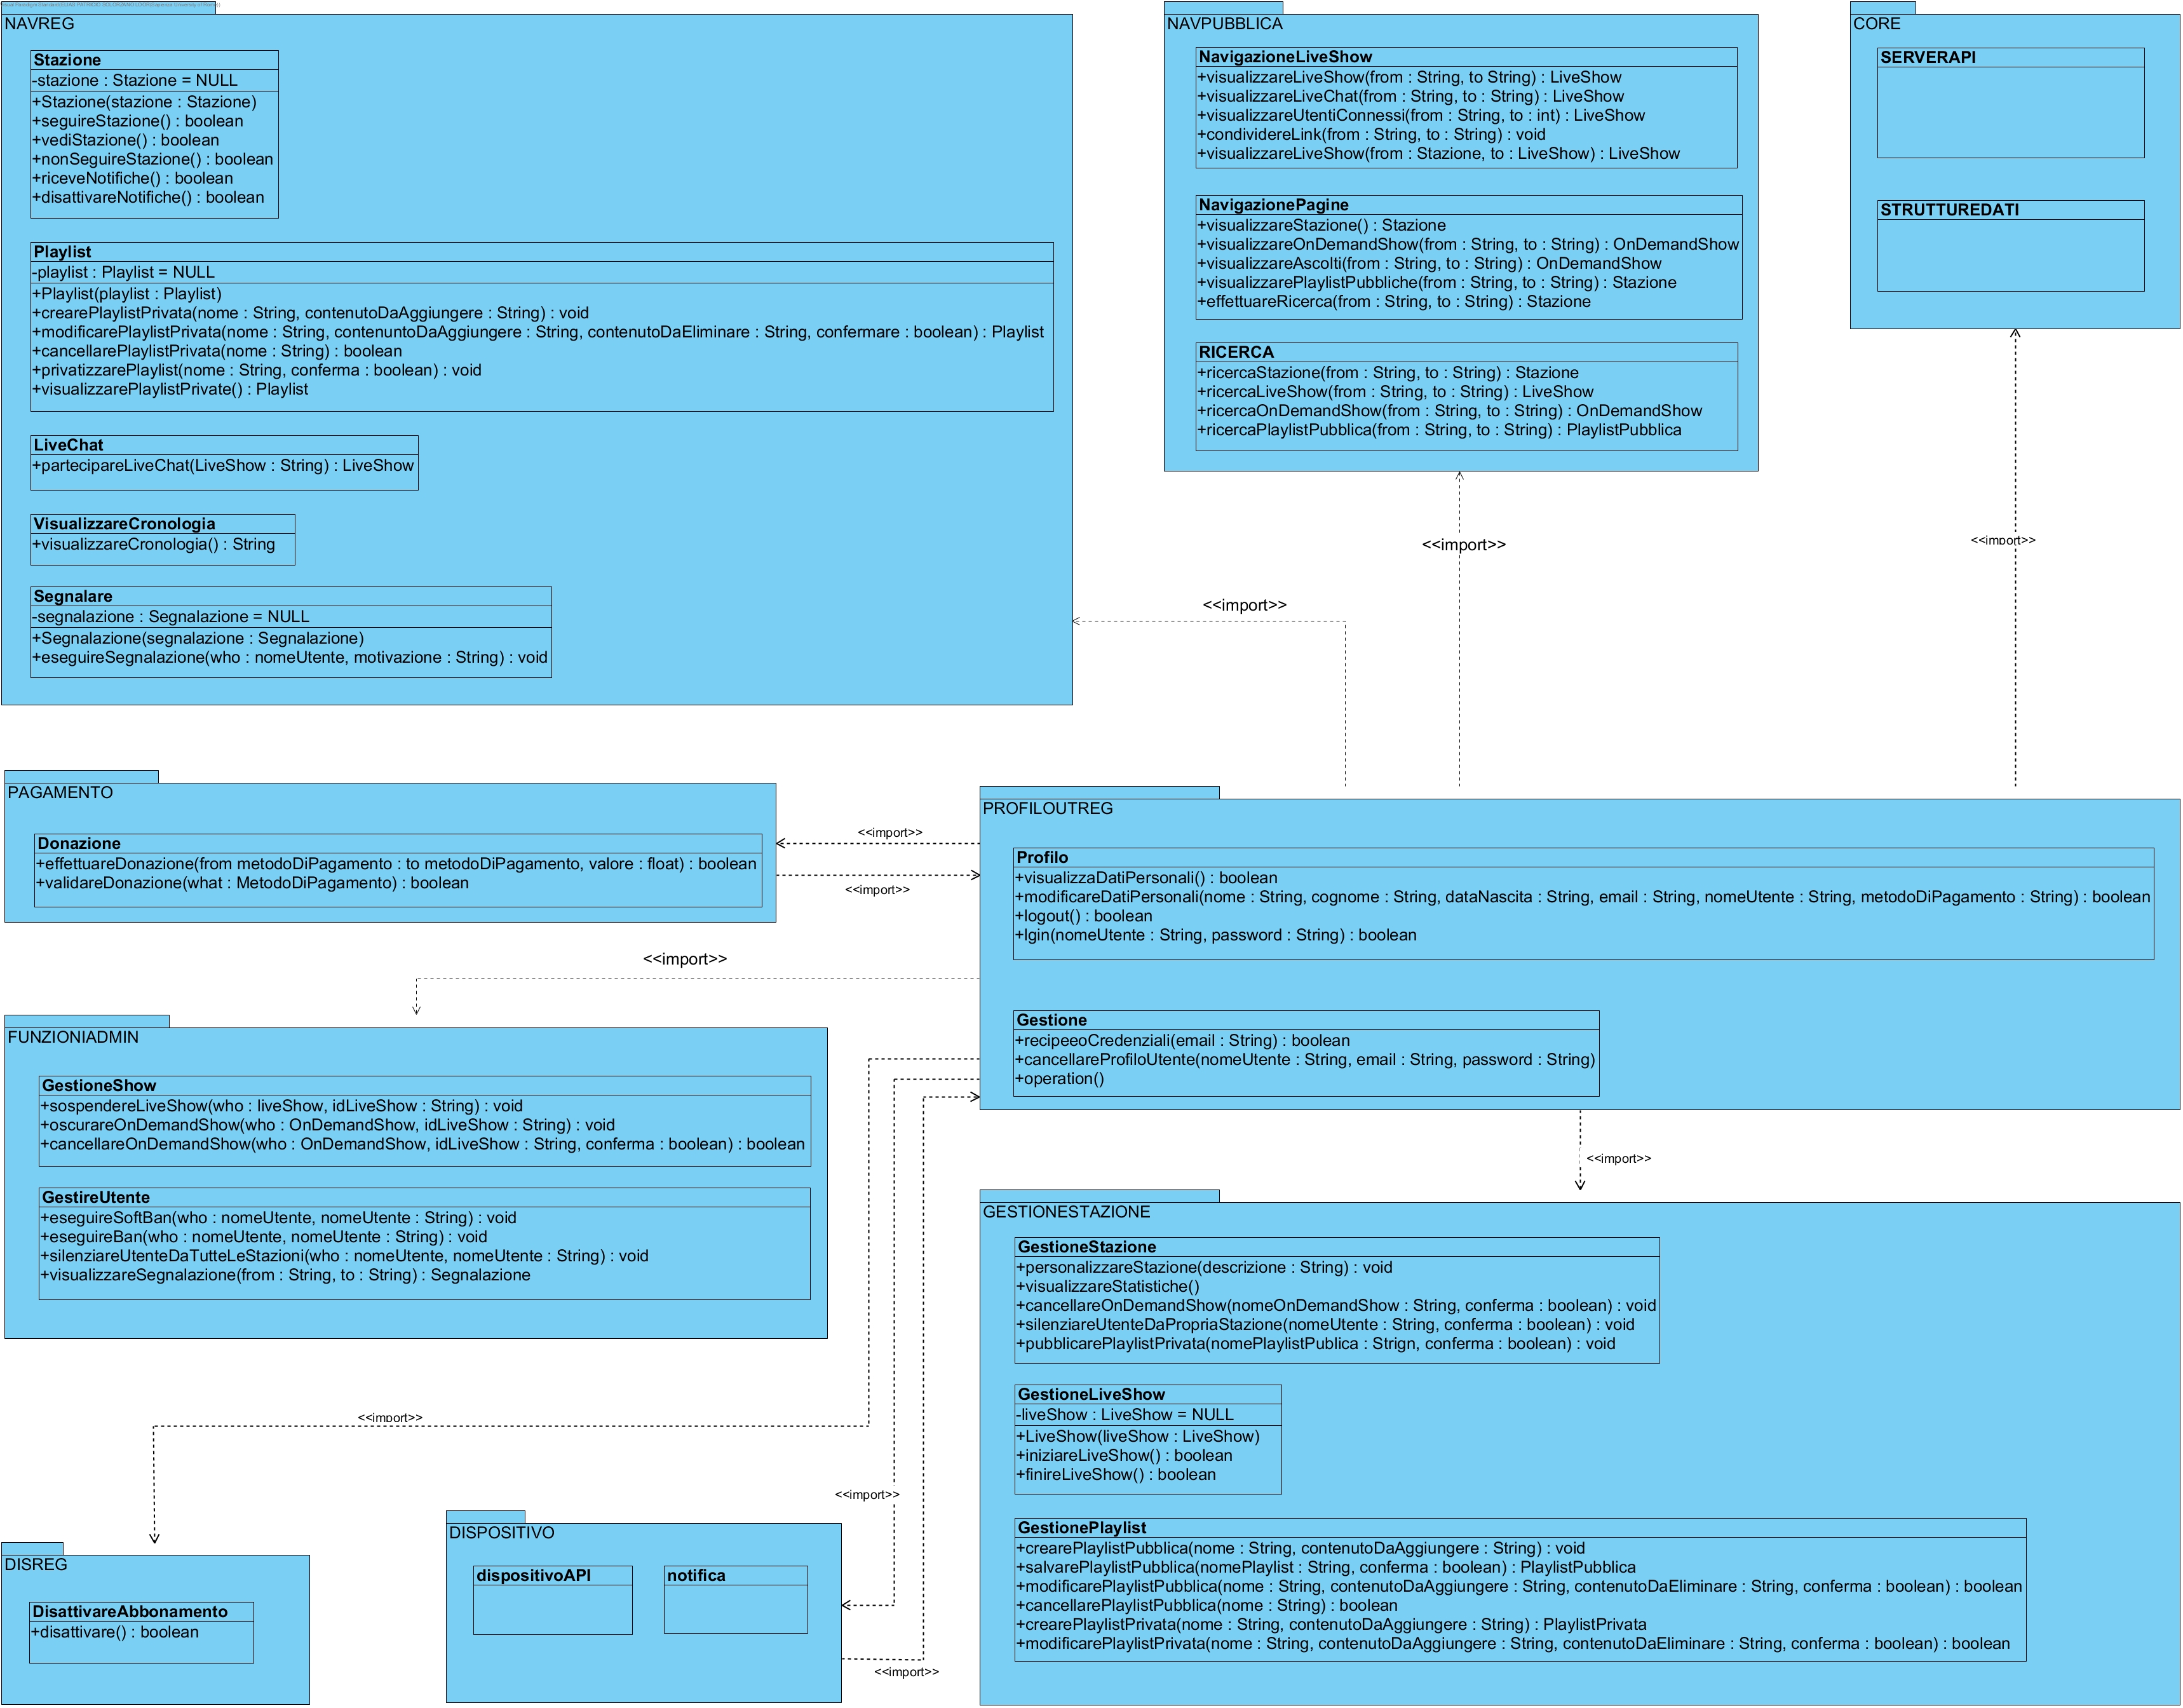 NAVREG
Stazione
-stazione : Stazione = NULL
+Stazione(stazione : Stazione)
+seguireStazione() : boolean
+vediStazione() : boolean
+nonSeguireStazione() : boolean
+riceveNotifiche() : boolean
+disattivareNotifiche() : boolean
Playlist
-playlist : Playlist = NULL
+Playlist(playlist : Playlist)
+crearePlaylistPrivata(nome : String, contenutoDaAggiungere : String) : void
+modificarePlaylistPrivata(nome : String, contenuntoDaAggiungere : String, contenutoDaEliminare : String, confermare : boolean) : Playlist
+cancellarePlaylistPrivata(nome : String) : boolean
+privatizzarePlaylist(nome : String, conferma : boolean) : void
+visualizzarePlaylistPrivate() : Playlist
LiveChat
+partecipareLiveChat(LiveShow : String) : LiveShow
VisualizzareCronologia
+visualizzareCronologia() : String
Segnalare
-segnalazione : Segnalazione = NULL
+Segnalazione(segnalazione : Segnalazione)
+eseguireSegnalazione(who : nomeUtente, motivazione : String) : void
NAVPUBBLICA
NavigazioneLiveShow
+visualizzareLiveShow(from : String, to String) : LiveShow
+visualizzareLiveChat(from : String, to : String) : LiveShow
+visualizzareUtentiConnessi(from : String, to : int) : LiveShow
+condividereLink(from : String, to : String) : void
+visualizzareLiveShow(from : Stazione, to : LiveShow) : LiveShow
NavigazionePagine
+visualizzareStazione() : Stazione
+visualizzareOnDemandShow(from : String, to : String) : OnDemandShow
+visualizzareAscolti(from : String, to : String) : OnDemandShow
+visualizzarePlaylistPubbliche(from : String, to : String) : Stazione
+effettuareRicerca(from : String, to : String) : Stazione
RICERCA
+ricercaStazione(from : String, to : String) : Stazione
+ricercaLiveShow(from : String, to : String) : LiveShow
+ricercaOnDemandShow(from : String, to : String) : OnDemandShow
+ricercaPlaylistPubblica(from : String, to : String) : PlaylistPubblica
CORE
SERVERAPI
STRUTTUREDATI
<<import>>
<<import>>
<<import>>
PAGAMENTO
Donazione
+effettuareDonazione(from metodoDiPagamento : to metodoDiPagamento, valore : float) : boolean
+validareDonazione(what : MetodoDiPagamento) : boolean
<<import>>
<<import>>
<<import>>
PROFILOUTREG
Profilo
+visualizzaDatiPersonali() : boolean
+modificareDatiPersonali(nome : String, cognome : String, dataNascita : String, email : String, nomeUtente : String, metodoDiPagamento : String) : boolean
+logout() : boolean
+lgin(nomeUtente : String, password : String) : boolean
Gestione
+recipeeoCredenziali(email : String) : boolean
+cancellareProfiloUtente(nomeUtente : String, email : String, password : String)
+operation()
FUNZIONIADMIN
GestioneShow
+sospendereLiveShow(who : liveShow, idLiveShow : String) : void
+oscurareOnDemandShow(who : OnDemandShow, idLiveShow : String) : void
+cancellareOnDemandShow(who : OnDemandShow, idLiveShow : String, conferma : boolean) : boolean
GestireUtente
+eseguireSoftBan(who : nomeUtente, nomeUtente : String) : void
+eseguireBan(who : nomeUtente, nomeUtente : String) : void
+silenziareUtenteDaTutteLeStazioni(who : nomeUtente, nomeUtente : String) : void
+visualizzareSegnalazione(from : String, to : String) : Segnalazione
<<import>>
GESTIONESTAZIONE
GestioneStazione
+personalizzareStazione(descrizione : String) : void
+visualizzareStatistiche()
+cancellareOnDemandShow(nomeOnDemandShow : String, conferma : boolean) : void
+silenziareUtenteDaPropriaStazione(nomeUtente : String, conferma : boolean) : void
+pubblicarePlaylistPrivata(nomePlaylistPublica : Strign, conferma : boolean) : void
GestioneLiveShow
-liveShow : LiveShow = NULL
+LiveShow(liveShow : LiveShow)
+iniziareLiveShow() : boolean
+finireLiveShow() : boolean
GestionePlaylist
+crearePlaylistPubblica(nome : String, contenutoDaAggiungere : String) : void
+salvarePlaylistPubblica(nomePlaylist : String, conferma : boolean) : PlaylistPubblica
+modificarePlaylistPubblica(nome : String, contenutoDaAggiungere : String, contenutoDaEliminare : String, conferma : boolean) : boolean
+cancellarePlaylistPubblica(nome : String) : boolean
+crearePlaylistPrivata(nome : String, contenutoDaAggiungere : String) : PlaylistPrivata
+modificarePlaylistPrivata(nome : String, contenutoDaAggiungere : String, contenutoDaEliminare : String, conferma : boolean) : boolean
<<import>>
<<import>>
<<import>>
DISREG
DisattivareAbbonamento
+disattivare() : boolean
DISPOSITIVO
dispositivoAPI
notifica